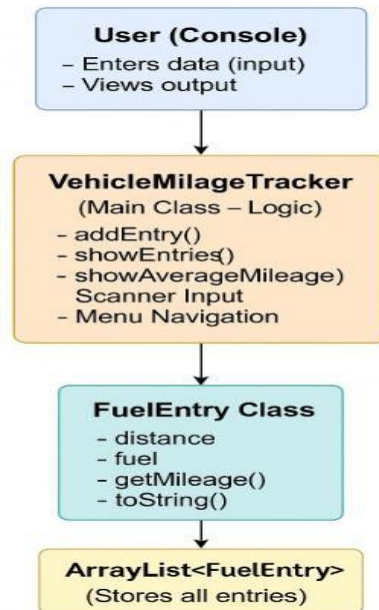 User (Console)
– Enters data (input)
– Views output
VehicleMilageTracker
(Main Class – Logic)
- addEntry()
- showEntries()
- showAverageMileage)
Scanner Input
- Menu Navigation
FuelEntry Class
- distance
- fuel
- getMileage()
- toString()
ArrayList<FuelEntry>
(Stores all entries)